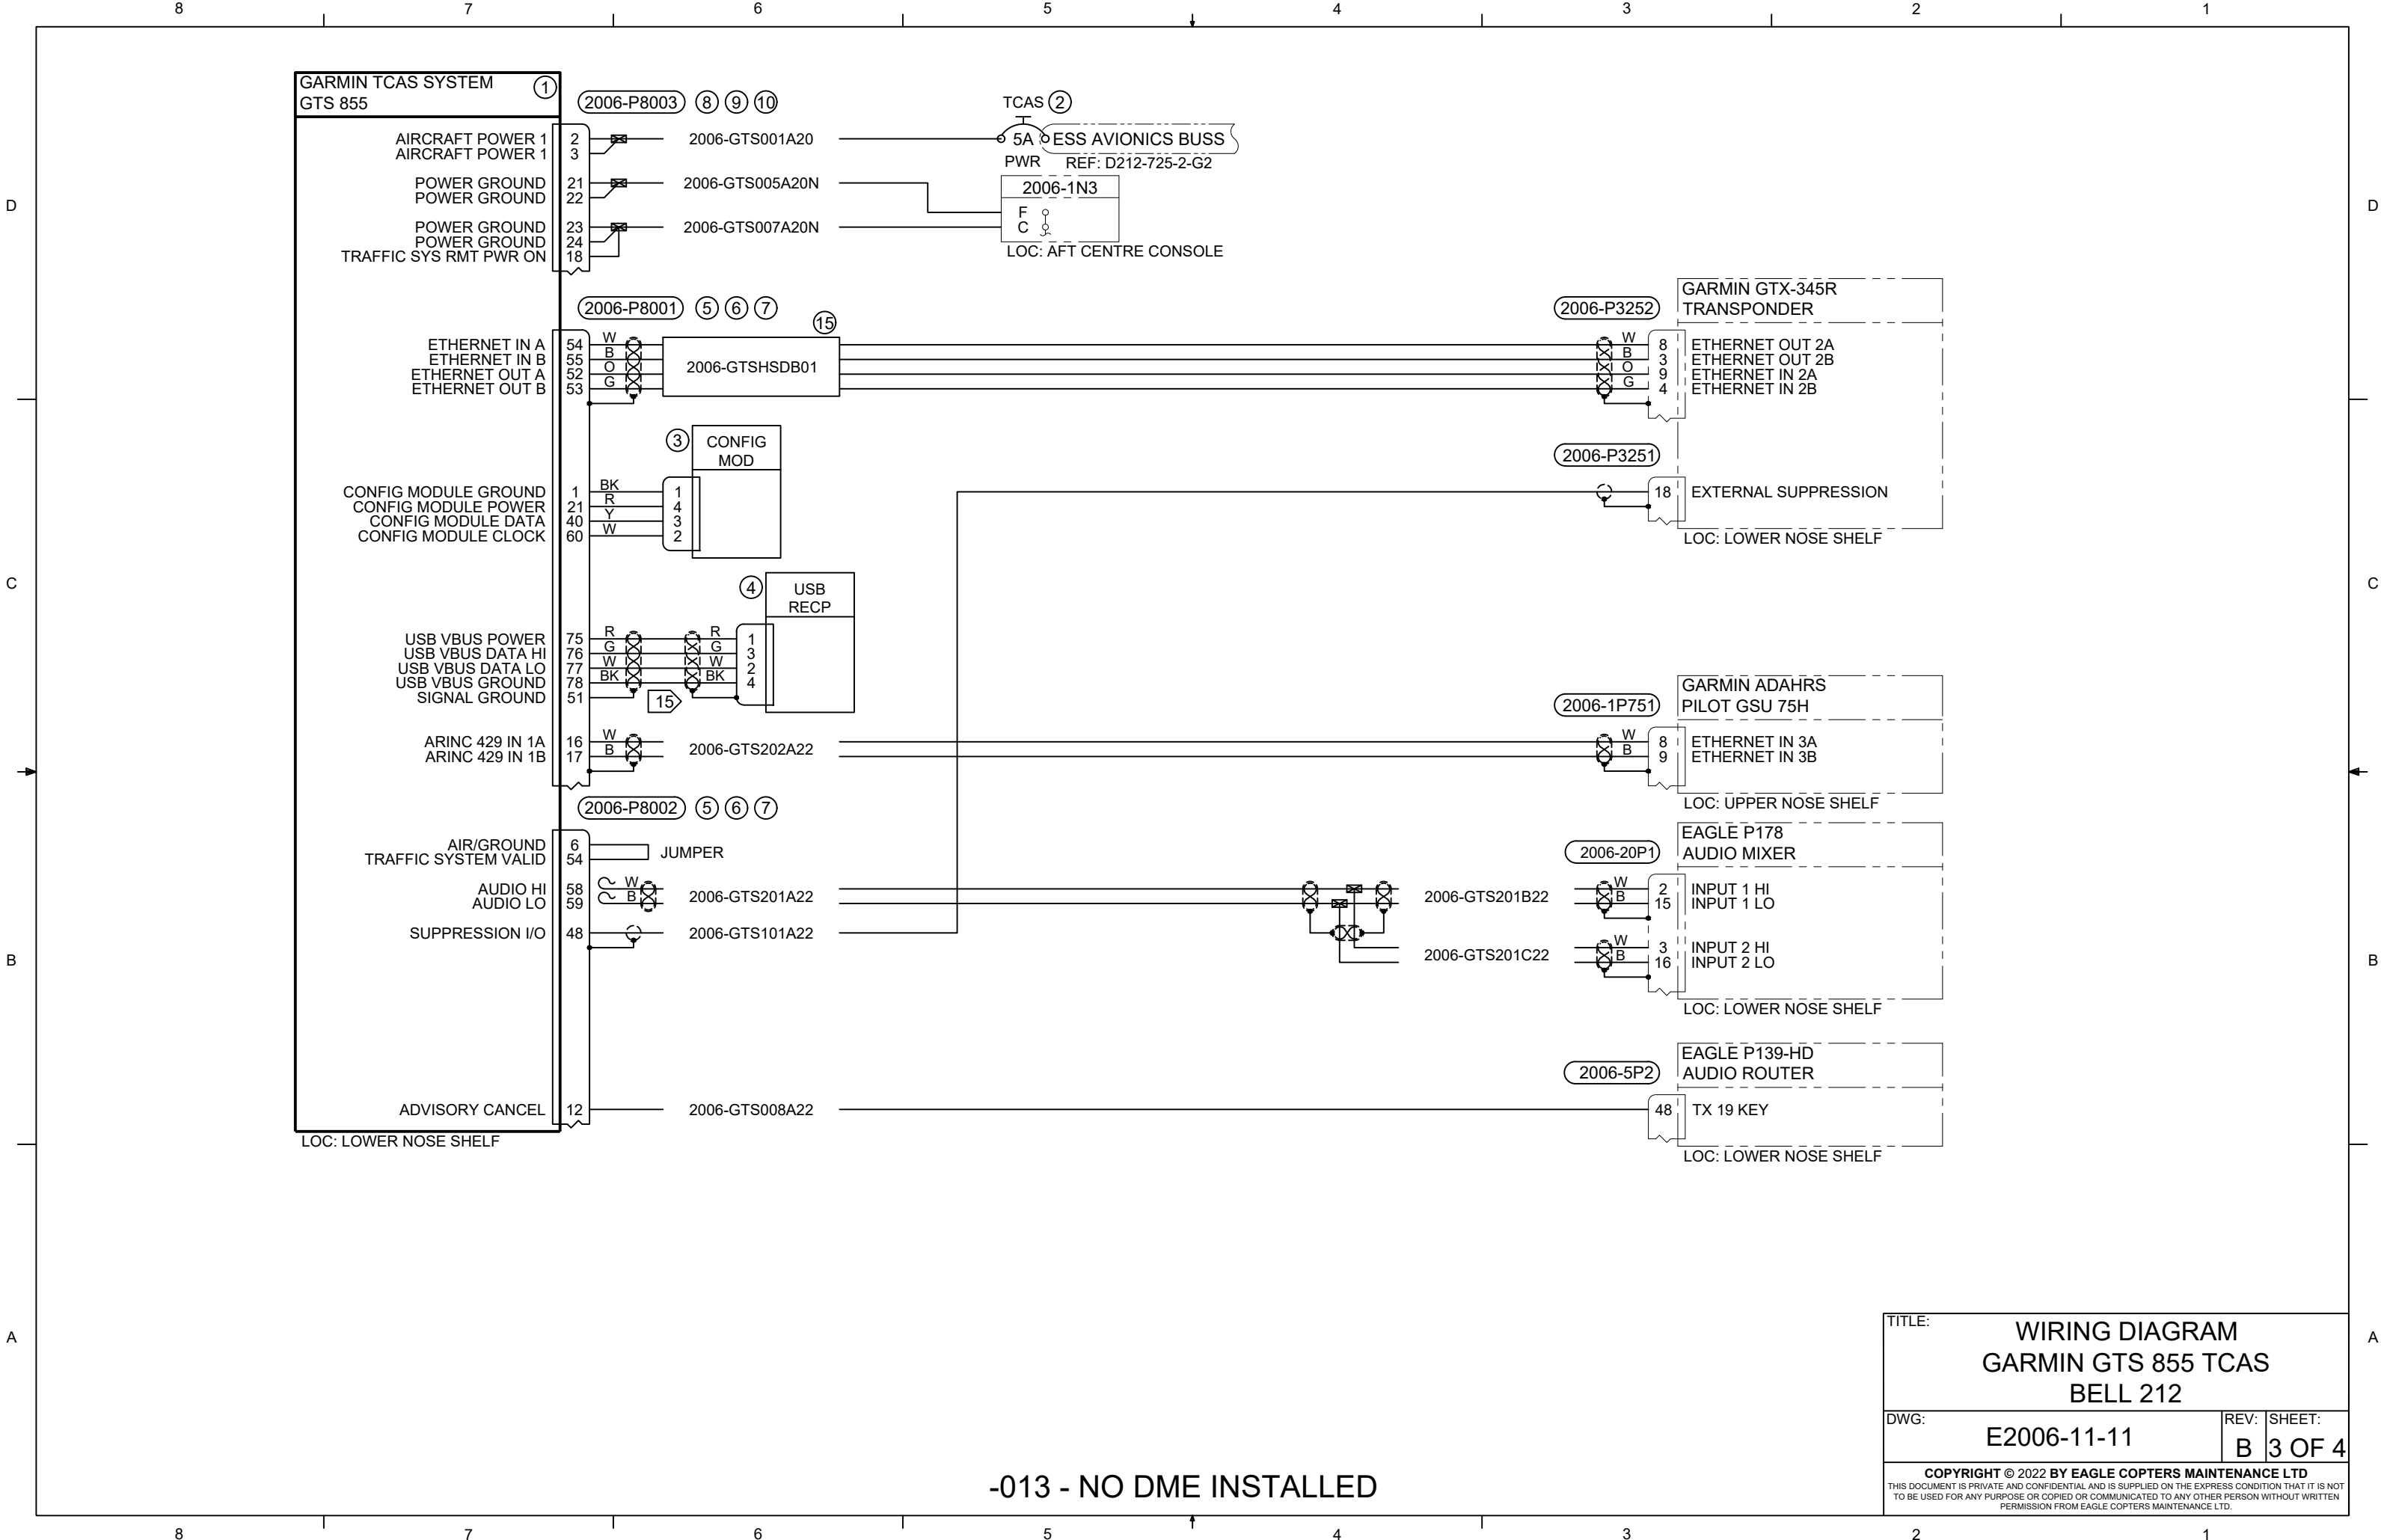 8 7 6 5 4 3 2 1
D
C
B
A
GARMIN TCAS SYSTEM
GTS 855
1
2006-P8003 8 9 10
AIRCRAFT POWER 1 2
AIRCRAFT POWER 1 3
2006-GTS001A20
TCAS 2
5A ESS AVIONICS BUSS
PWR REF: D212-725-2-G2
POWER GROUND 21
POWER GROUND 22
2006-GTS005A20N
2006-1N3
F
C
LOC: AFT CENTRE CONSOLE
POWER GROUND 23
POWER GROUND 24
TRAFFIC SYS RMT PWR ON 18
2006-GTS007A20N
2006-P8001 5 6 7
15
ETHERNET IN A 54 W
ETHERNET IN B 55 B
ETHERNET OUT A 52 O
ETHERNET OUT B 53 G
2006-GTSHSDB01
2006-P3252
GARMIN GTX-345R
TRANSPONDER
W 8 ETHERNET OUT 2A
B 3 ETHERNET OUT 2B
O 9 ETHERNET IN 2A
G 4 ETHERNET IN 2B
2006-P3251
18 EXTERNAL SUPPRESSION
LOC: LOWER NOSE SHELF
3 CONFIG
MOD
CONFIG MODULE GROUND 1 BK 1
CONFIG MODULE POWER 21 R 4
CONFIG MODULE DATA 40 Y 3
CONFIG MODULE CLOCK 60 W 2
4 USB
RECP
USB VBUS POWER 75 R R 1
USB VBUS DATA HI 76 G G 3
USB VBUS DATA LO 77 W W 2
USB VBUS GROUND 78 BK BK 4
SIGNAL GROUND 51
15
ARINC 429 IN 1A 16 W
ARINC 429 IN 1B 17 B
2006-GTS202A22
2006-1P751
GARMIN ADAHRS
PILOT GSU 75H
W 8 ETHERNET IN 3A
B 9 ETHERNET IN 3B
LOC: UPPER NOSE SHELF
2006-P8002 5 6 7
AIR/GROUND 6
TRAFFIC SYSTEM VALID 54
JUMPER
AUDIO HI 58 W
AUDIO LO 59 B
2006-GTS201A22
SUPPRESSION I/O 48
2006-GTS101A22
2006-20P1
EAGLE P178
AUDIO MIXER
2006-GTS201B22
W 2 INPUT 1 HI
B 15 INPUT 1 LO
2006-GTS201C22
W 3 INPUT 2 HI
B 16 INPUT 2 LO
LOC: LOWER NOSE SHELF
2006-5P2
EAGLE P139-HD
AUDIO ROUTER
ADVISORY CANCEL 12
2006-GTS008A22
48 TX 19 KEY
LOC: LOWER NOSE SHELF
LOC: LOWER NOSE SHELF
-013 - NO DME INSTALLED
TITLE:
WIRING DIAGRAM
GARMIN GTS 855 TCAS
BELL 212
DWG:
E2006-11-11
REV:
B
SHEET:
3 OF 4
COPYRIGHT © 2022 BY EAGLE COPTERS MAINTENANCE LTD
THIS DOCUMENT IS PRIVATE AND CONFIDENTIAL AND IS SUPPLIED ON THE EXPRESS CONDITION THAT IT IS NOT
TO BE USED FOR ANY PURPOSE OR COPIED OR COMMUNICATED TO ANY OTHER PERSON WITHOUT WRITTEN
PERMISSION FROM EAGLE COPTERS MAINTENANCE LTD.
D
C
B
A
8 7 6 5 4 3 2 1